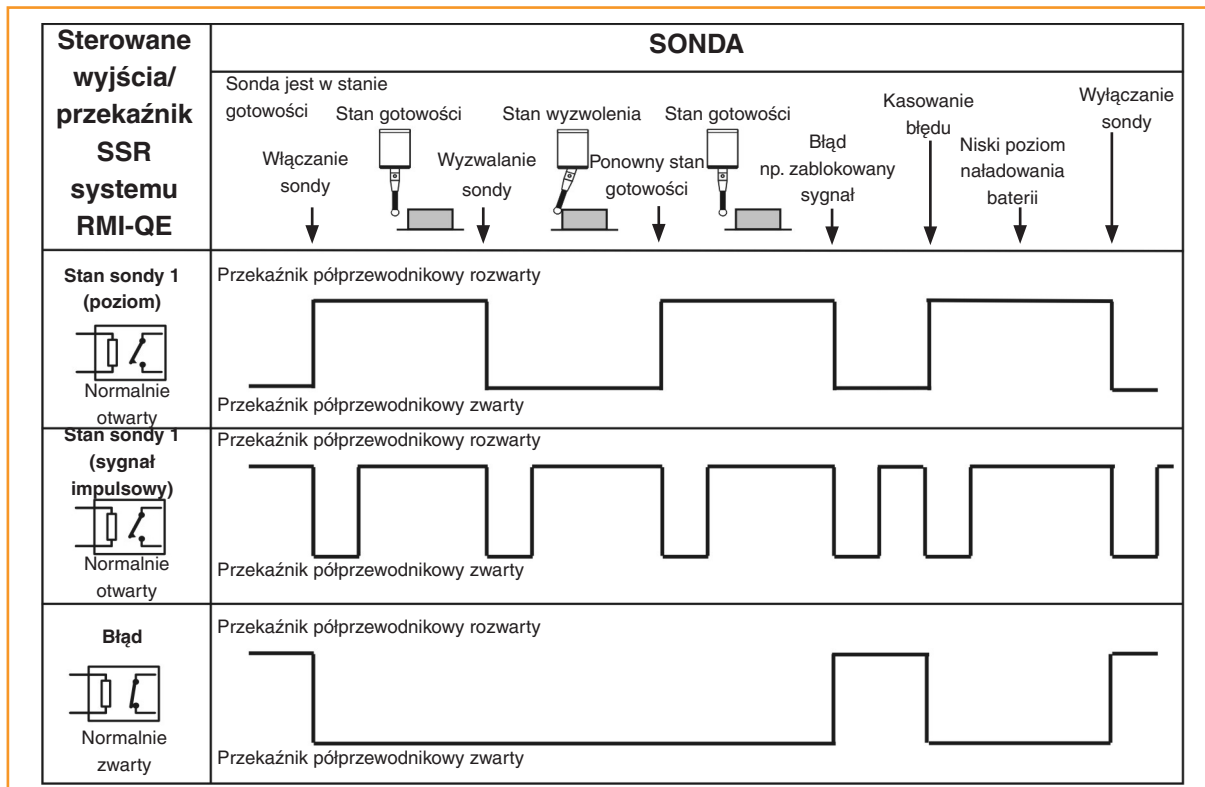 Sterowane
wyjścia/
przekaźnik
SSR
systemu
RMI-QE
SONDA
Sonda jest w stanie
gotowości
Włączanie
sondy
Stan gotowości
Wyzwalanie
sondy
Stan wyzwolenia
Ponowny stan
gotowości
Stan gotowości
Błąd
np. zablokowany
sygnał
Kasowanie
błędu
Niski poziom
naładowania
baterii
Wyłączanie
sondy
Stan sondy 1
(poziom)
Normalnie
otwarty
Przekaźnik półprzewodnikowy rozwarty
Przekaźnik półprzewodnikowy zwarty
Stan sondy 1
(sygnał
impulsowy)
Normalnie
otwarty
Przekaźnik półprzewodnikowy rozwarty
Przekaźnik półprzewodnikowy zwarty
Błąd
Normalnie
zwarty
Przekaźnik półprzewodnikowy rozwarty
Przekaźnik półprzewodnikowy zwarty